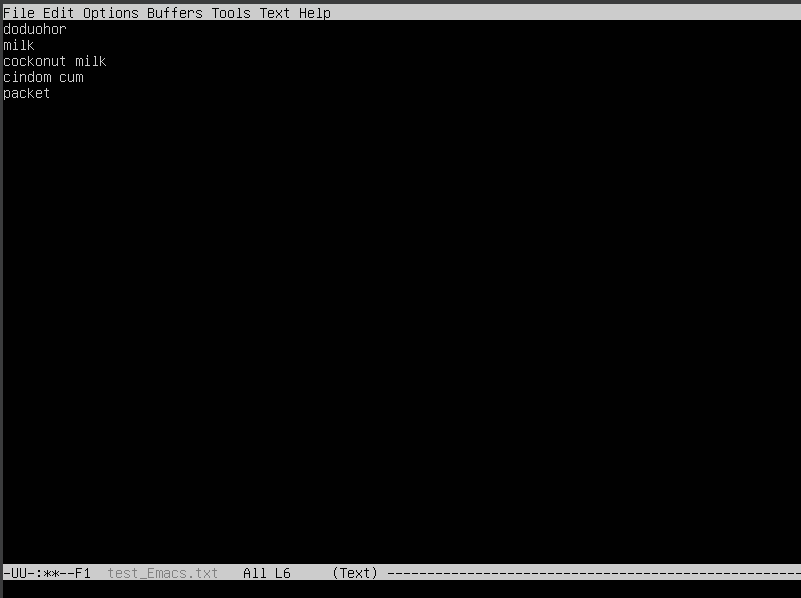 File Edit Options Buffers Tools Text Help
doduohor
milk
cockonut milk
cindom cum
packet
-UU-:**--F1  test_Emacs.txt   All L6     (Text) ----------------------------------------------------